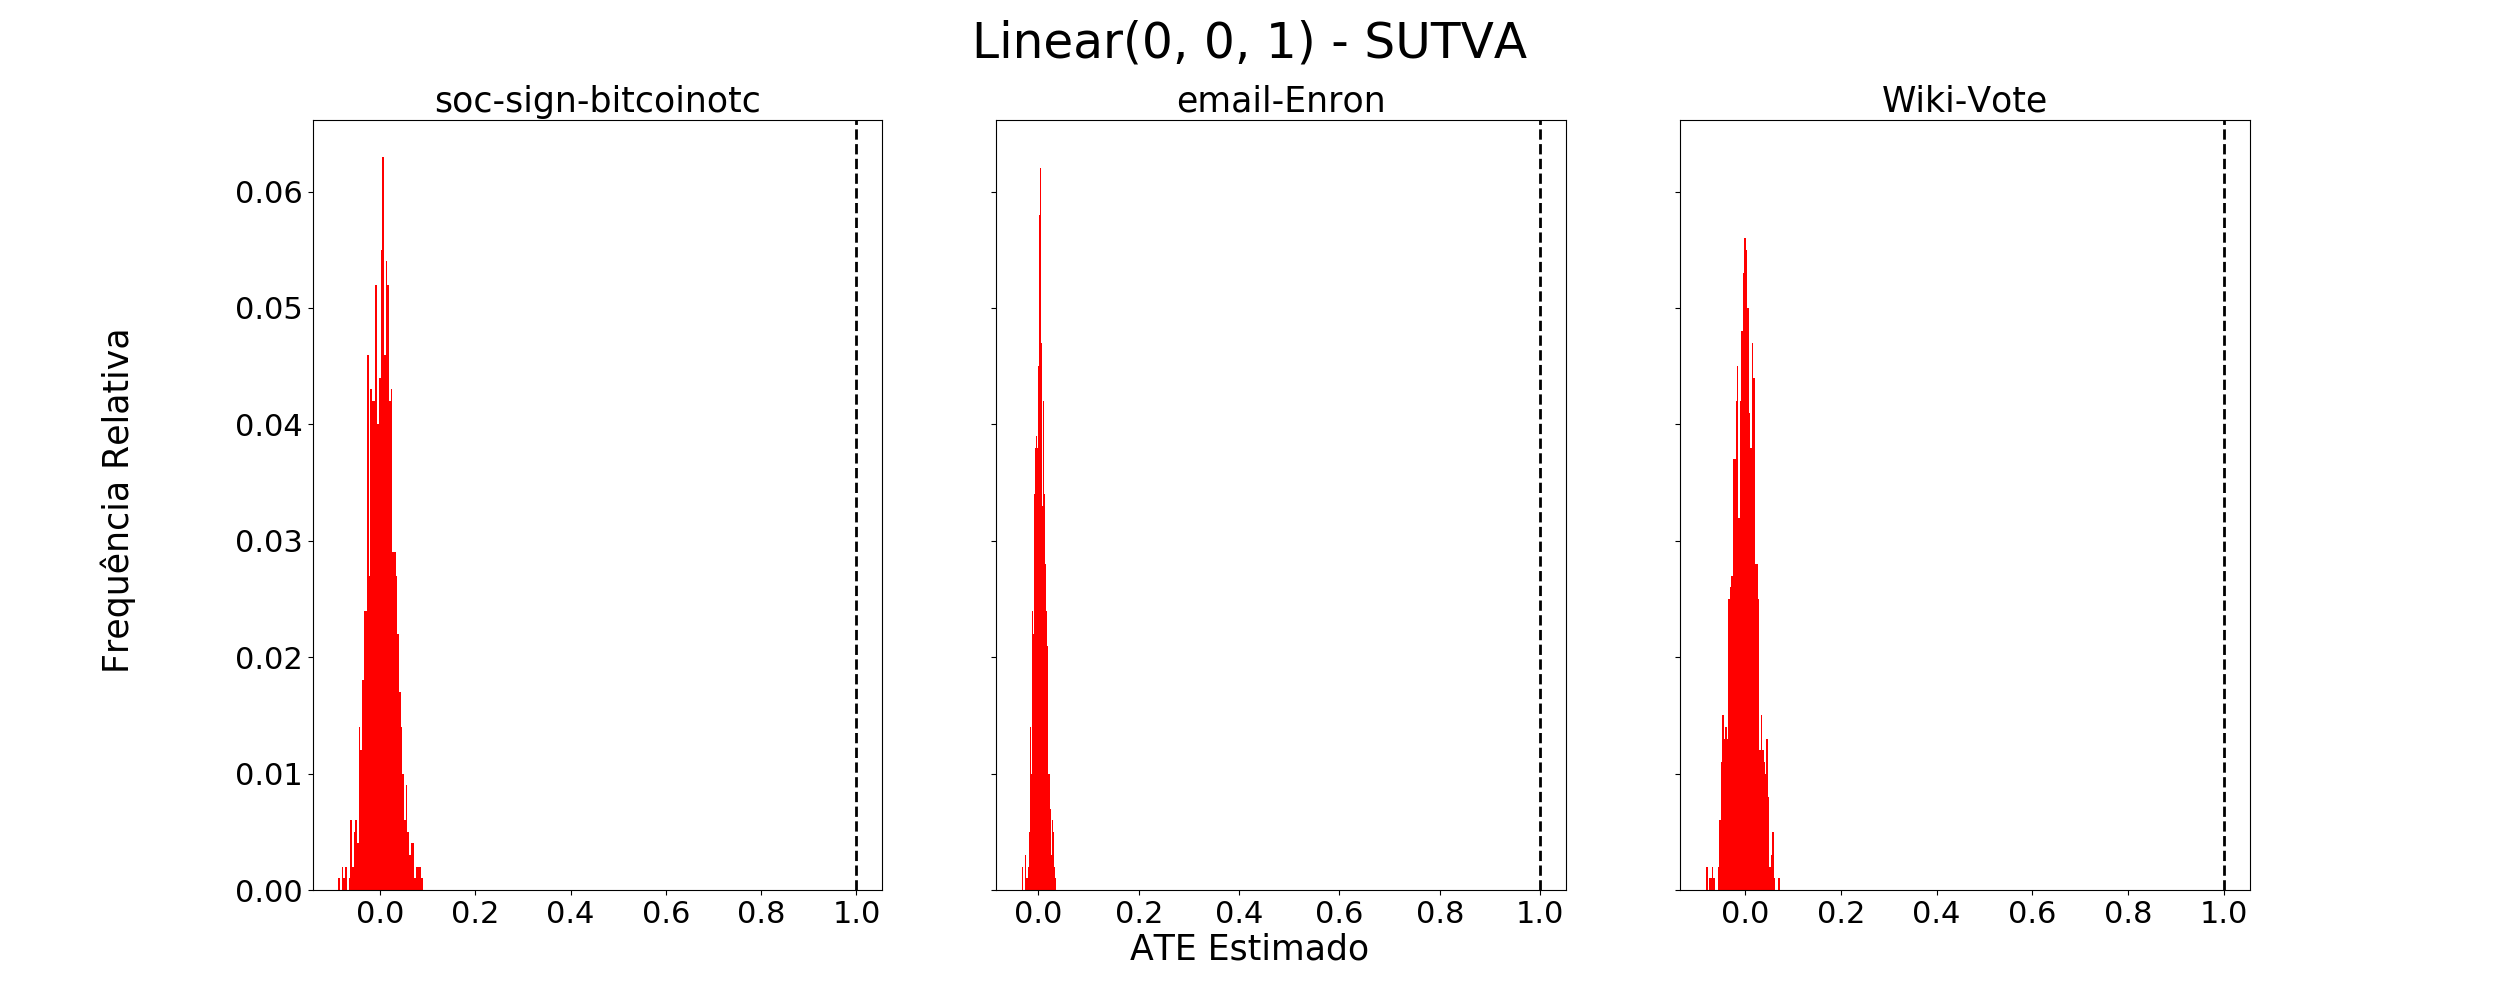 Linear(0, 0, 1) - SUTVA
soc-sign-bitcoinotc
email-Enron
Wiki-Vote
Frequência Relativa
0.06
0.05
0.04
0.03
0.02
0.01
0.00
0.0 0.2 0.4 0.6 0.8 1.0
0.0 0.2 0.4 0.6 0.8 1.0
0.0 0.2 0.4 0.6 0.8 1.0
ATE Estimado